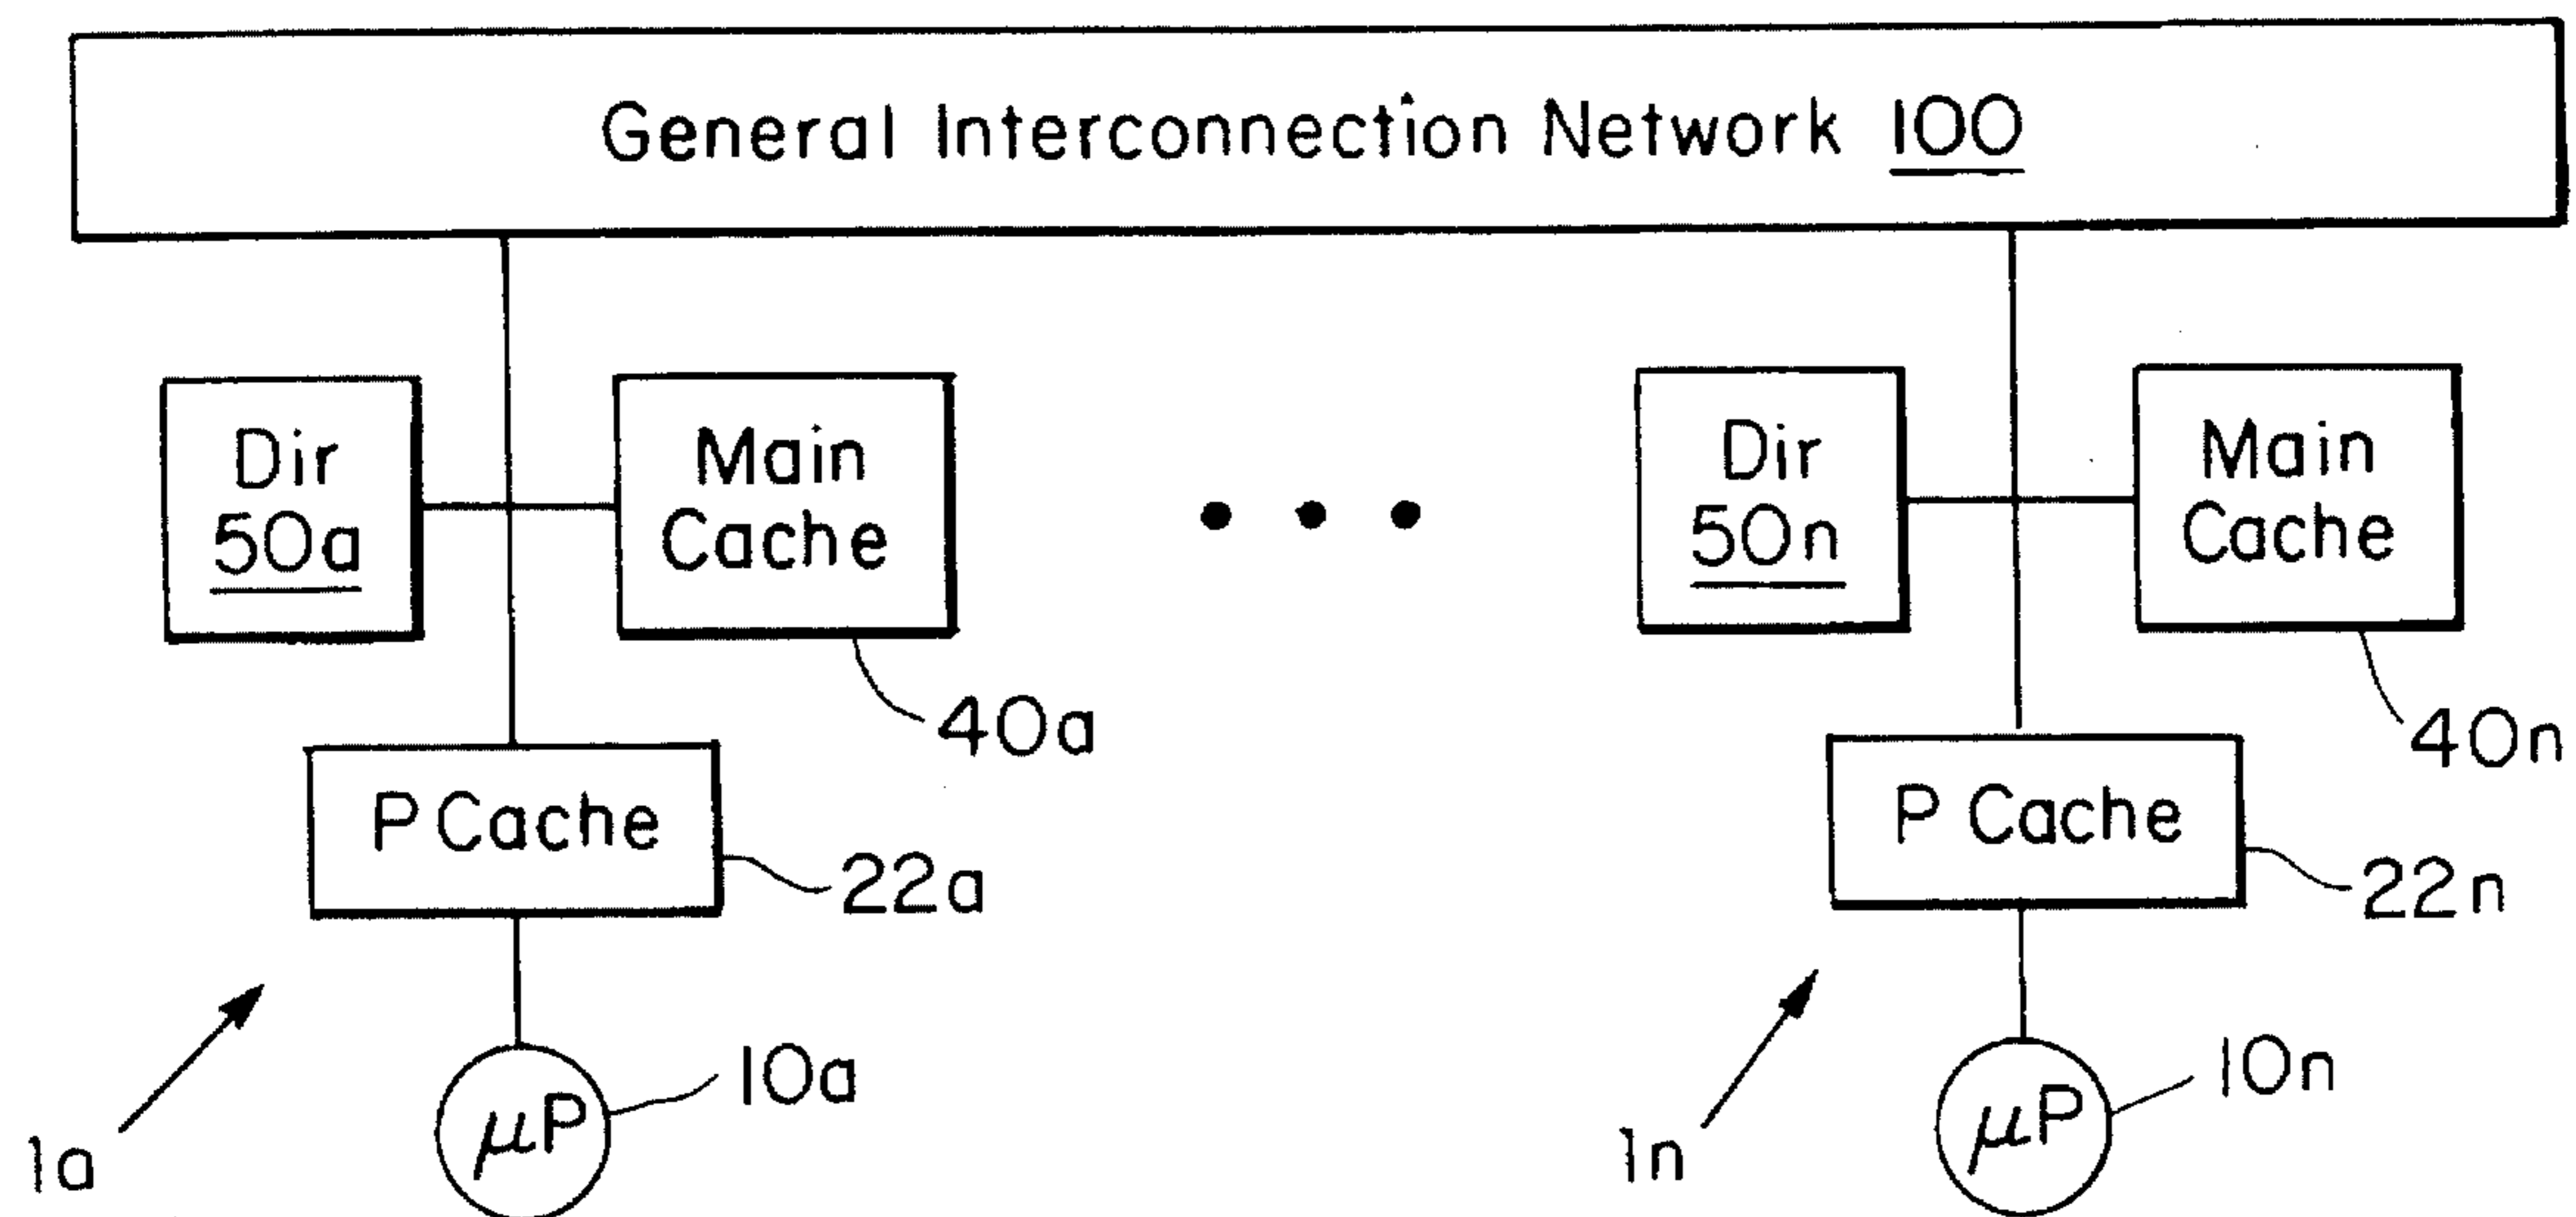 General Interconnection Network 100
Dir
50a
Main
Cache
40a
P Cache
22a
1a
μP
10a
Dir
50n
Main
Cache
40n
P Cache
22n
1n
μP
10n